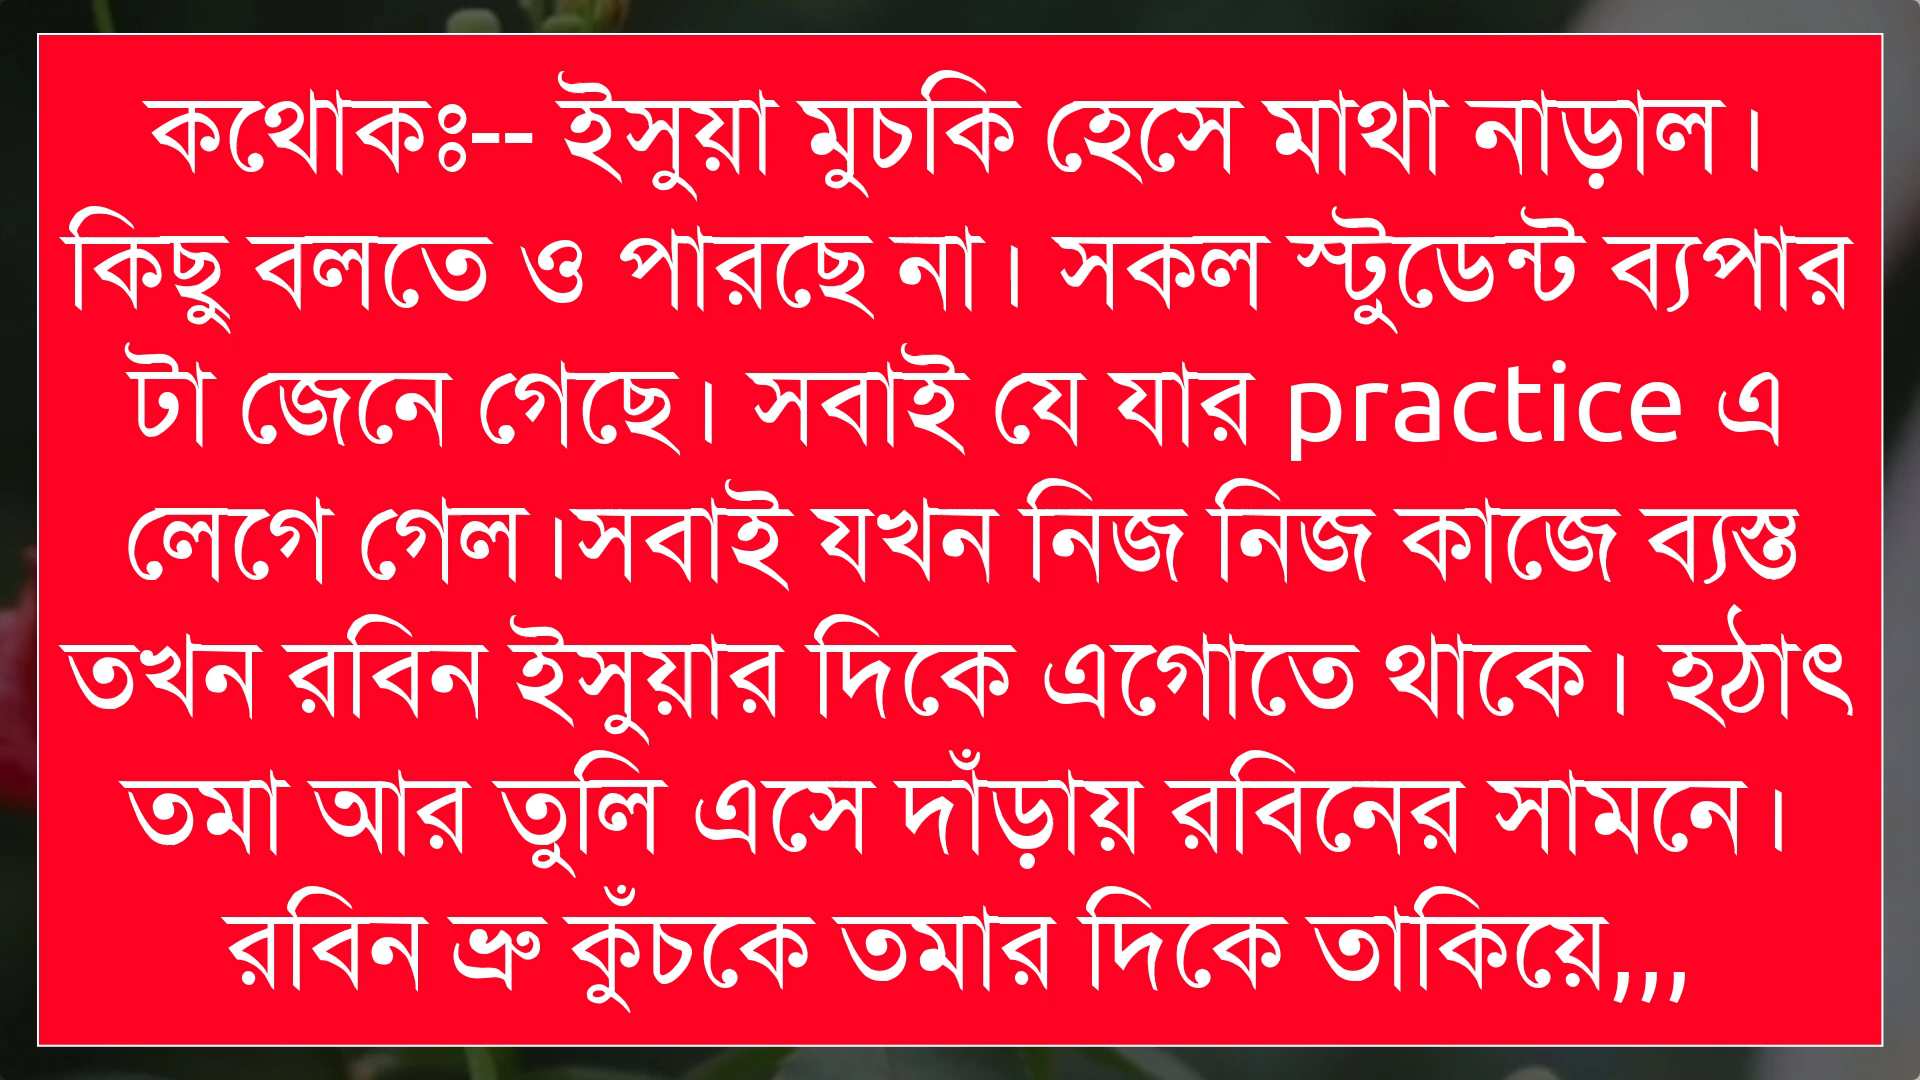 কথোকঃ-- ইসুয়া মুচকি হেসে মাথা নাড়াল।
কিছু বলতে ও পারছে না। সকল স্টুডেন্ট ব্যপার
টা জেনে গেছে। সবাই যে যার practice এ
লেগে গেল।সবাই যখন নিজ নিজ কাজে ব্যস্ত
তখন রবিন ইসুয়ার দিকে এগোতে থাকে। হঠাৎ
তমা আর তুলি এসে দাঁড়ায় রবিনের সামনে।
রবিন ভ্রু কুঁচকে তমার দিকে তাকিয়ে,,,